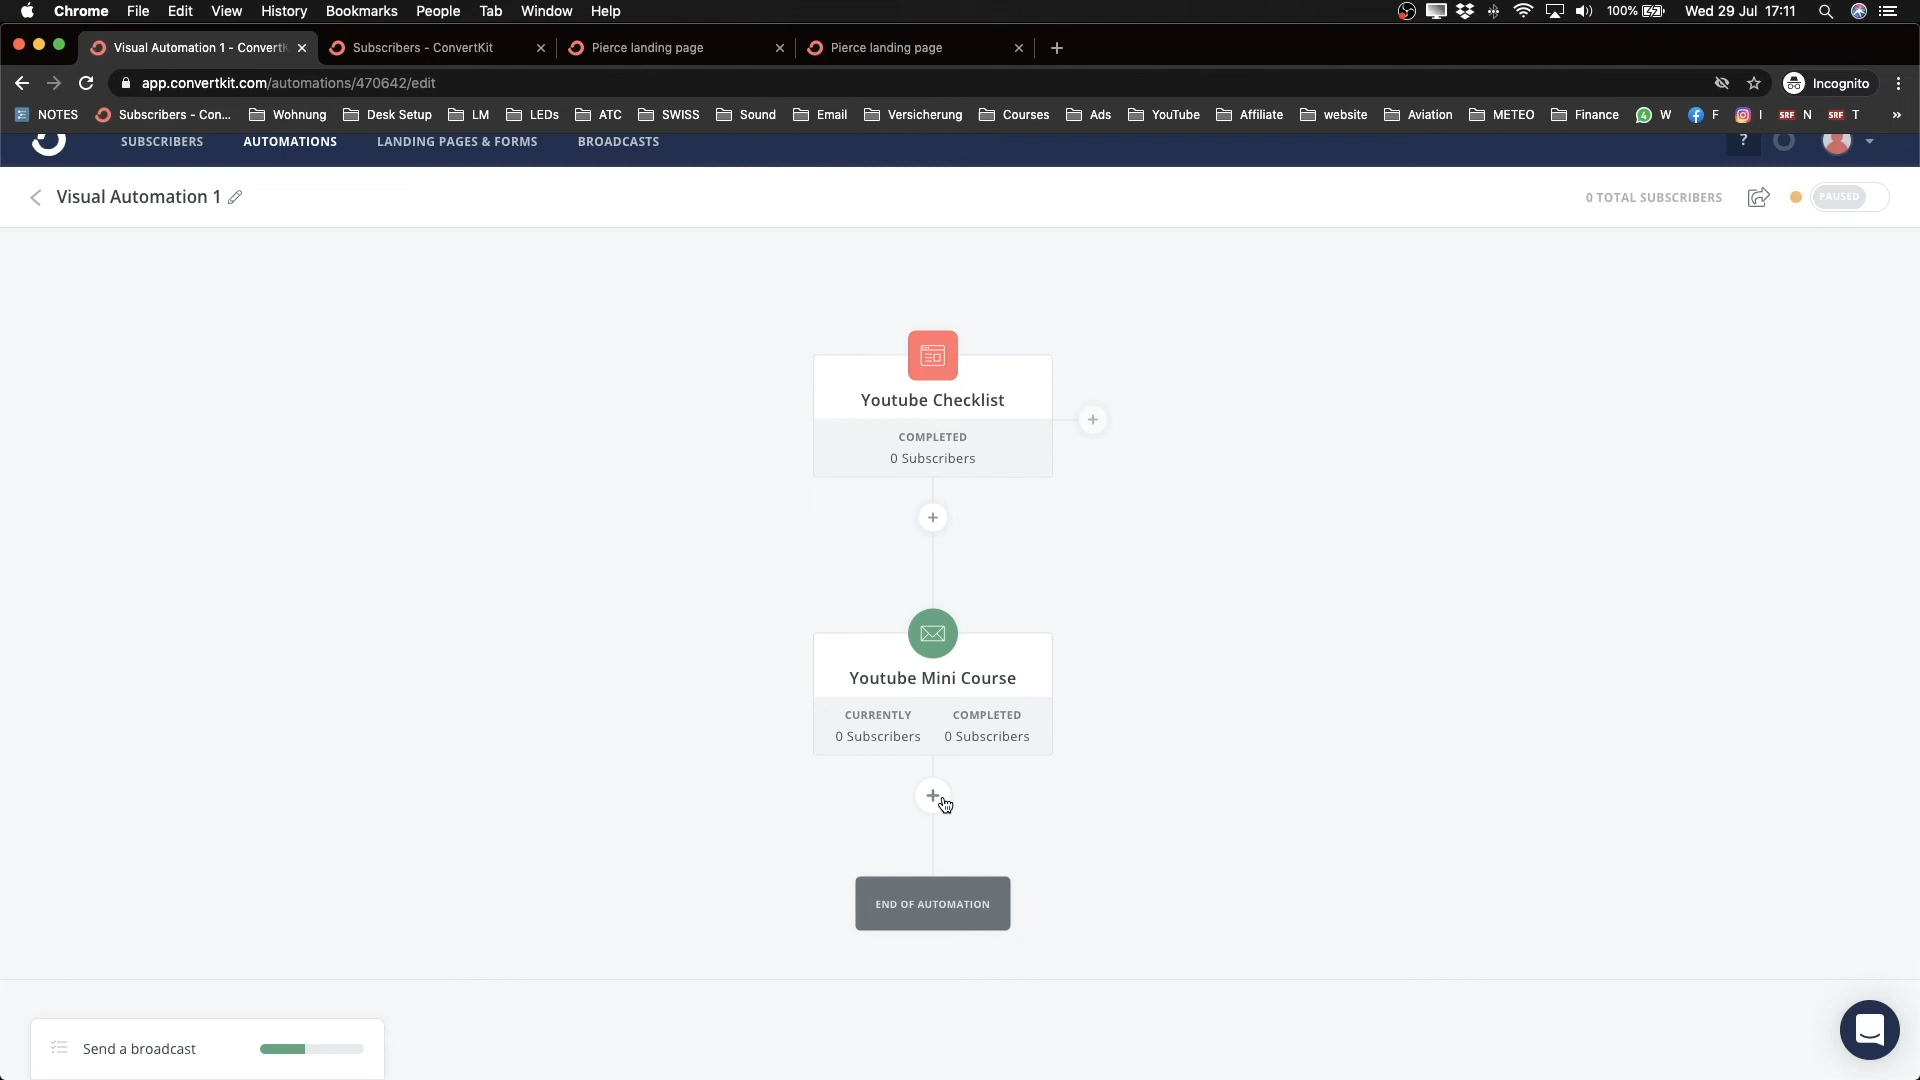 Chrome File Edit View History Bookmarks People Tab Window Help 100% Wed 29 Jul 17:11
Visual Automation 1 - ConvertK Subscribers - ConvertKit Pierce landing page Pierce landing page
app.convertkit.com/automations/470642/edit Incognito
NOTES Subscribers - Con... Wohnung Desk Setup LM LEDs ATC SWISS Sound Email Versicherung Courses Ads YouTube Affiliate website Aviation METEO Finance 4 W F I SRF N SRF T »
SUBSCRIBERS AUTOMATIONS LANDING PAGES & FORMS BROADCASTS ?
Visual Automation 1 0 TOTAL SUBSCRIBERS PAUSED
Youtube Checklist
COMPLETED
0 Subscribers
Youtube Mini Course
CURRENTLY COMPLETED
0 Subscribers 0 Subscribers
END OF AUTOMATION
Send a broadcast